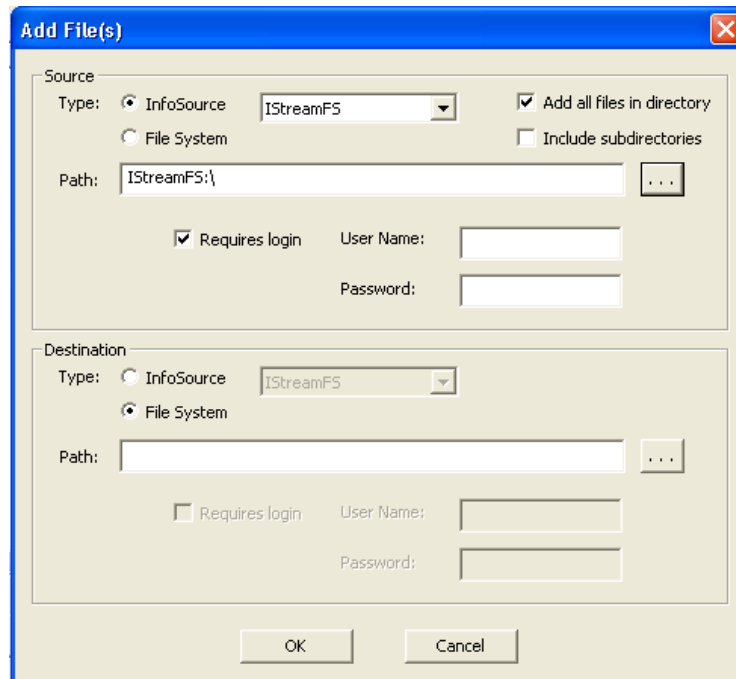 Add File(s)
Source
Type: InfoSource IStreamFS Add all files in directory
File System Include subdirectories
Path: IStreamFS:\ ...
Requires login User Name:
Password:
Destination
Type: InfoSource IStreamFS
File System
Path: ...
Requires login User Name:
Password:
OK Cancel